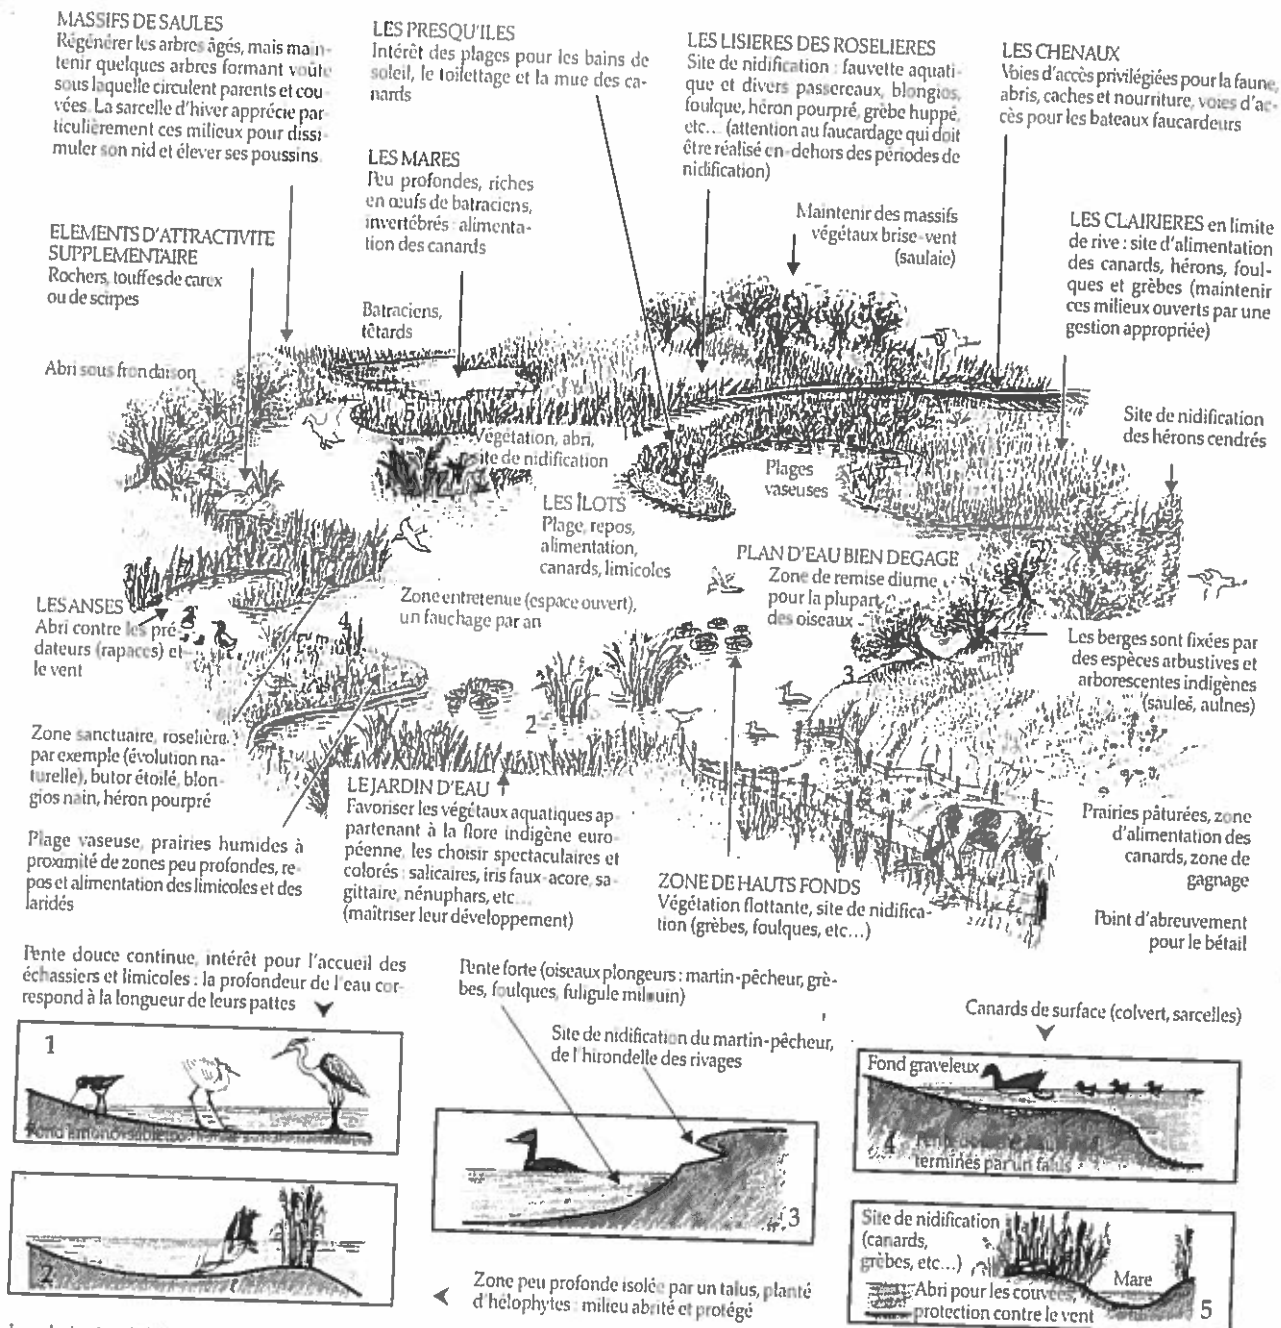 MASSIFS DE SAULES
Régénérer les arbres âgés, mais main-
tenir quelques arbres formant voûte
sous laquelle circulent parents et cou-
vées. La sarcelle d'hiver apprécie par-
ticulièrement ces milieux pour dissi-
muler son nid et élever ses poussins
LES PRESQU'ILES
Intérêt des plages pour les bains de
soleil, le toilettage et la mue des ca-
nards
LES LISIERES DES ROSELIERES
Site de nidification : fauvette aquati-
que et divers passereaux, blongios,
foulque, héron pourpré, grèbe huppé,
etc... (attention au faucardage qui doit
être réalisé en-dehors des périodes de
nidification)
LES CHENAUX
Voies d'accès privilégiées pour la faune,
abris, caches et nourriture, voies d'ac-
cès pour les bateaux faucardeurs
LES MARES
Peu profondes, riches
en œufs de batraciens,
invertébrés : alimenta-
tion des canards
Maintenir des massifs
végétaux brise-vent
(saulaie)
LES CLAIRIERES en limite
de rive : site d'alimentation
des canards, hérons, foul-
ques et grèbes (maintenir
ces milieux ouverts par une
gestion appropriée)
ELEMENTS D'ATTRACTIVITE
SUPPLEMENTAIRE
Rochers, touffes de carex
ou de scirpes
Batraciens,
têtards
Abri sous frondaison
5
Végétation, abri,
site de nidification
Plages
vaseuses
Site de nidification
des hérons cendrés
LES ÎLOTS
Plage, repos,
alimentation,
canards, limicoles
PLAN D'EAU BIEN DEGAGE
Zone de remise diurne
pour la plupart
des oiseaux
LES ANSES
Abri contre les pré-
dateurs (rapaces) et
le vent
4
Zone entretenue (espace ouvert),
un fauchage par an
Les berges sont fixées par
des espèces arbustives et
arborescentes indigènes
(saules, aulnes)
3
2
Zone sanctuaire, roselière
par exemple (évolution na-
turelle), butor étoilé, blon-
gios nain, héron pourpré
LE JARDIN D'EAU
Favoriser les végétaux aquatiques ap
partenant à la flore indigène euro-
péenne, les choisir spectaculaires et
colorés : salicaires, iris faux-acore, sa-
gittaire, nénuphars, etc...
(maîtriser leur développement)
Plage vaseuse, prairies humides à
proximité de zones peu profondes, re-
pos et alimentation des limicoles et des
laridés
ZONE DE HAUTS FONDS
Végétation flottante, site de nidifica-
tion (grèbes, foulques, etc...)
Prairies pâturées, zone
d'alimentation des
canards, zone de
gagnage
Point d'abreuvement
pour le bétail
Pente douce continue, intérêt pour l'accueil des
échassiers et limicoles : la profondeur de l'eau cor-
respond à la longueur de leurs pattes
1
Pente forte (oiseaux plongeurs : martin-pêcheur, grè-
bes, foulques, fuligule milouin)
Site de nidification du martin-pêcheur,
de l'hirondelle des rivages
3
Canards de surface (colvert, sarcelles)
Fond graveleux
4
terminés par un talus
2
Zone peu profonde isolée par un talus, planté
d'hélophytes : milieu abrité et protégé
Site de nidification
(canards,
grèbes, etc...)
Mare
Abri pour les couvées,
protection contre le vent
5